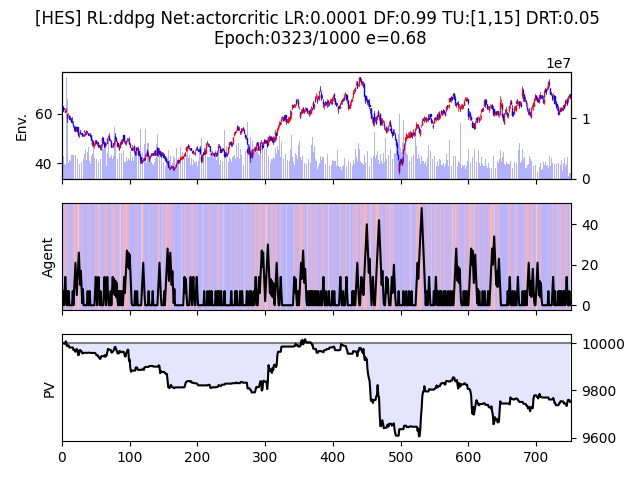 [HES] RL:ddpg Net:actorcritic LR:0.0001 DF:0.99 TU:[1,15] DRT:0.05
Epoch:0323/1000 e=0.68
1e7
Env.
60
40
1
0
Agent
40
20
0
PV
10000
9800
9600
0 100 200 300 400 500 600 700